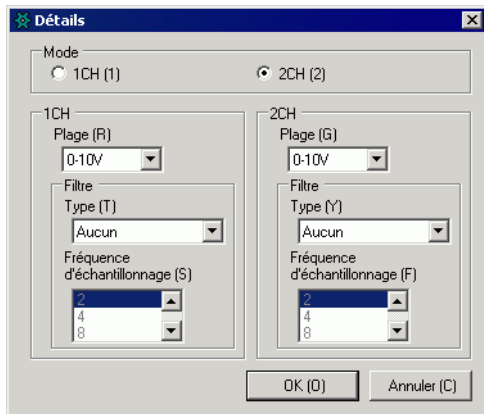 Détails
Mode
1CH (1)
2CH (2)
1CH
2CH
Plage (R)
Plage (G)
0-10V
0-10V
Filtre
Filtre
Type (T)
Type (Y)
Aucun
Aucun
Fréquence
d'échantillonnage (S)
Fréquence
d'échantillonnage (F)
2
4
8
2
4
8
OK (O)
Annuler (C)